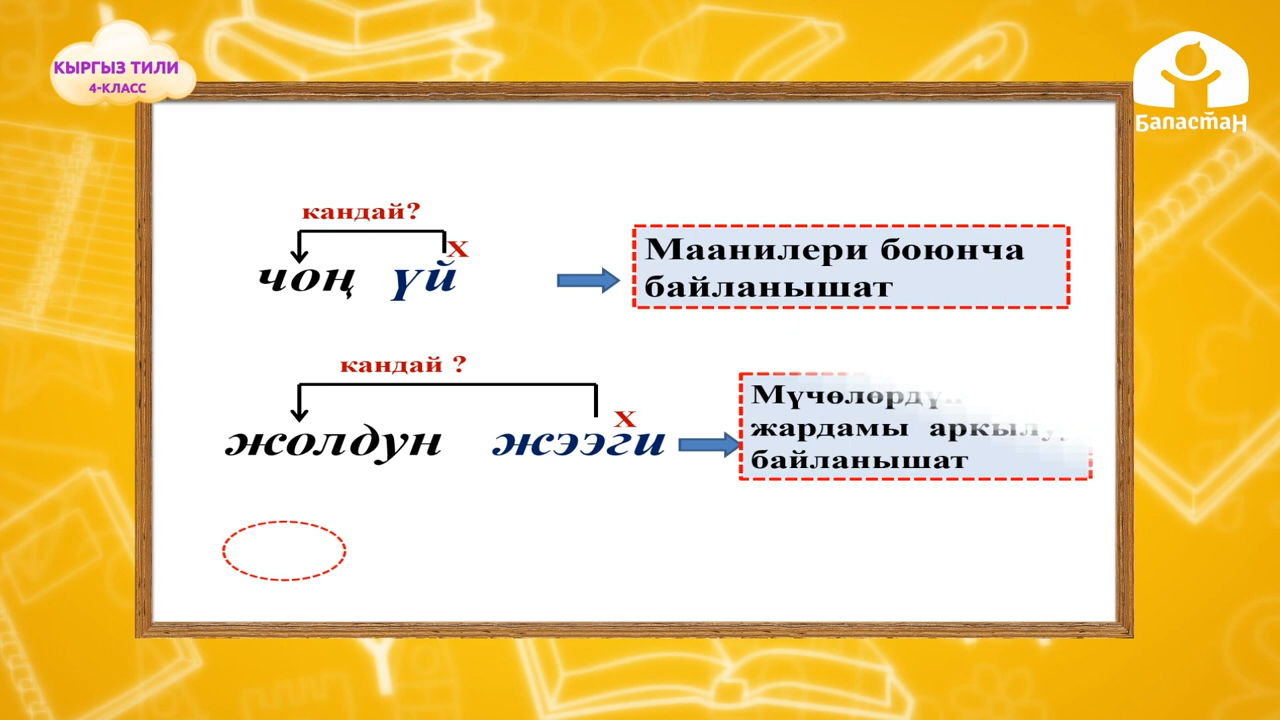 КЫРГЫЗ ТИЛИ
4-КЛАСС
БаластаН
кандай?
х
чоң үй
Маанилери боюнча
байланышат
кандай ?
х
жолдун жээги
жардамы
байланышат